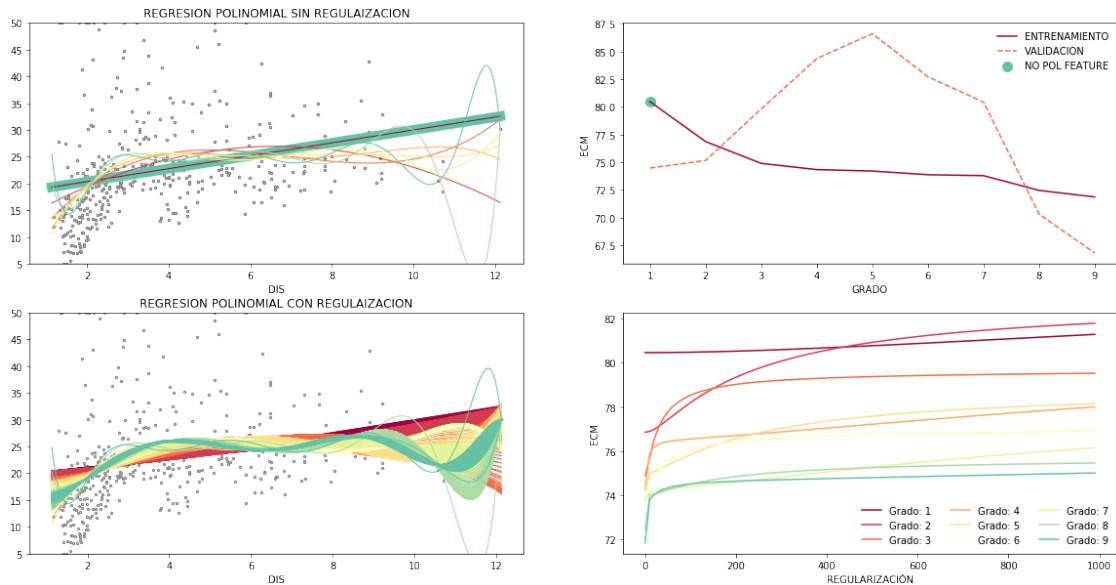 REGRESION POLINOMIAL SIN REGULAIZACION
50
45
40
35
30
25
20
15
10
5
2 4 6 8 10 12
DIS
87.5
85.0
82.5
80.0
77.5
75.0
72.5
70.0
67.5
ECM
ENTRENAMIENTO
VALIDACION
NO POL FEATURE
1 2 3 4 5 6 7 8 9
GRADO
REGRESION POLINOMIAL CON REGULAIZACION
50
45
40
35
30
25
20
15
10
5
2 4 6 8 10 12
DIS
82
80
78
76
74
72
ECM
Grado: 1 Grado: 4 Grado: 7
Grado: 2 Grado: 5 Grado: 8
Grado: 3 Grado: 6 Grado: 9
0 200 400 600 800 1000
REGULARIZACIÓN